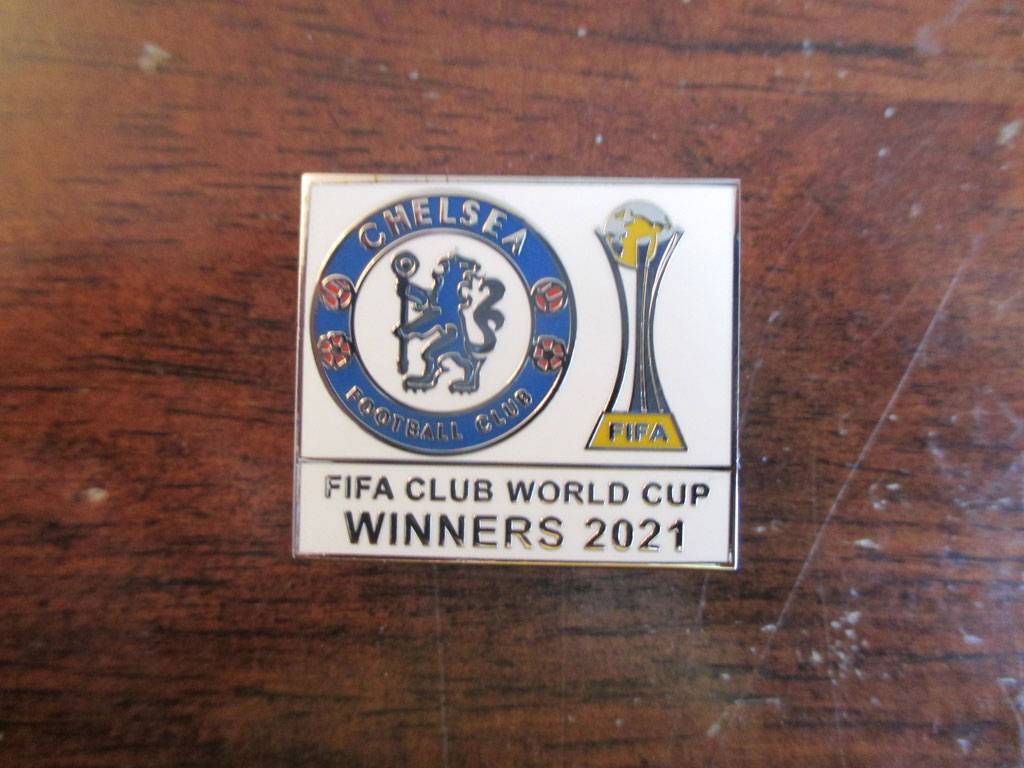 CHELSEA
FOOTBALL CLUB
FIFA
FIFA CLUB WORLD CUP
WINNERS 2021